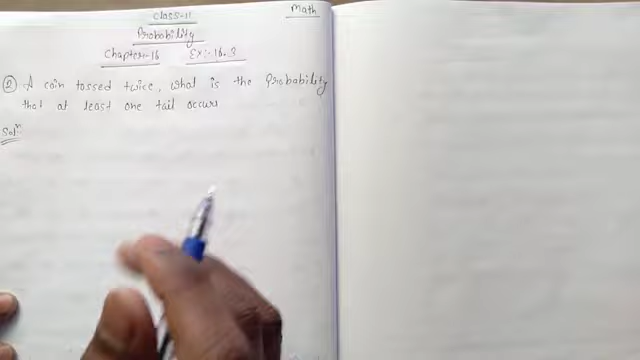 Class-11
Math
Probability
Chapter-16 Ex:-16.3
② A coin tossed twice, what is the Probability
that at least one tail occurs
Solⁿ